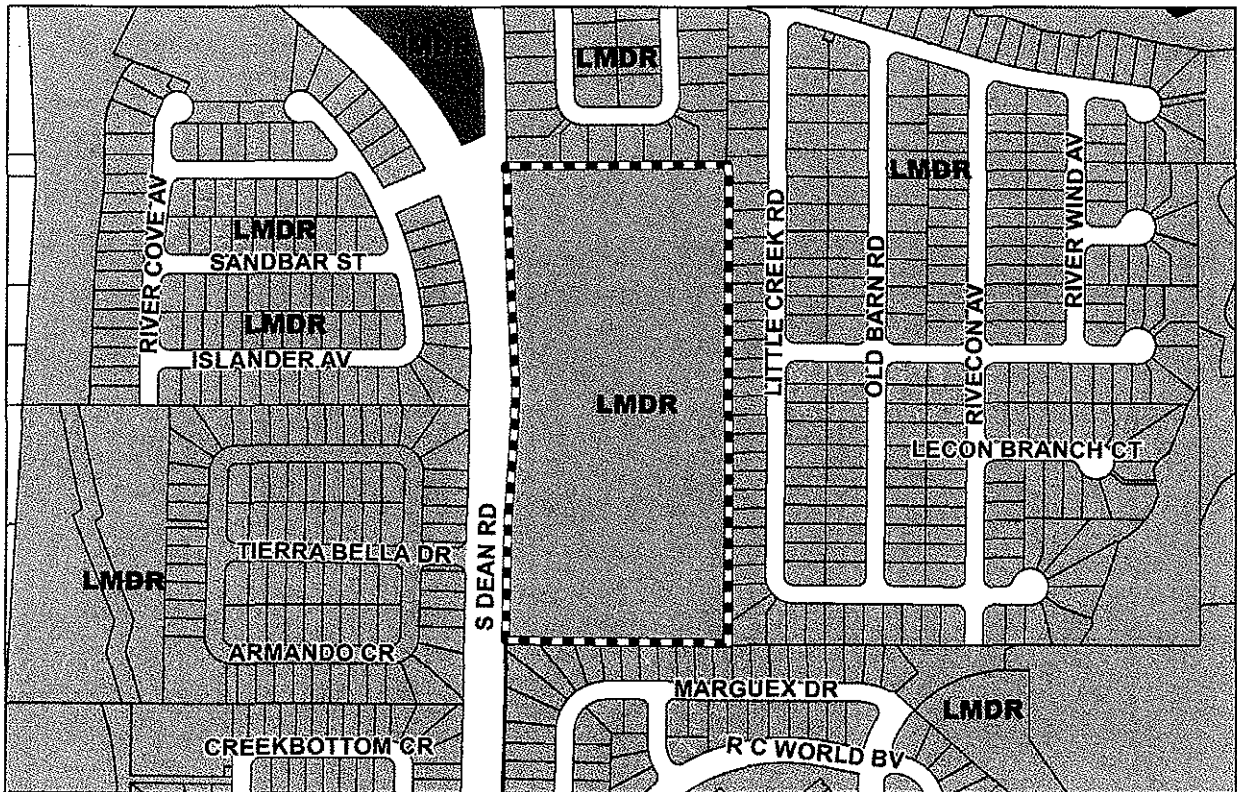 LMDR
LMDR
RIVER COVE AV
LMDR
SANDBAR ST
LMDR
ISLANDER AV
LITTLE CREEK RD
OLD BARN RD
RIVECON AV
RIVER WIND AV
LMDR
LECON BRANCH CT
TIERRA BELLA DR
LMDR
S DEAN RD
ARMANDO CR
MARGUEX DR
LMDR
CREEKBOTTOM CR
R C WORLD BV